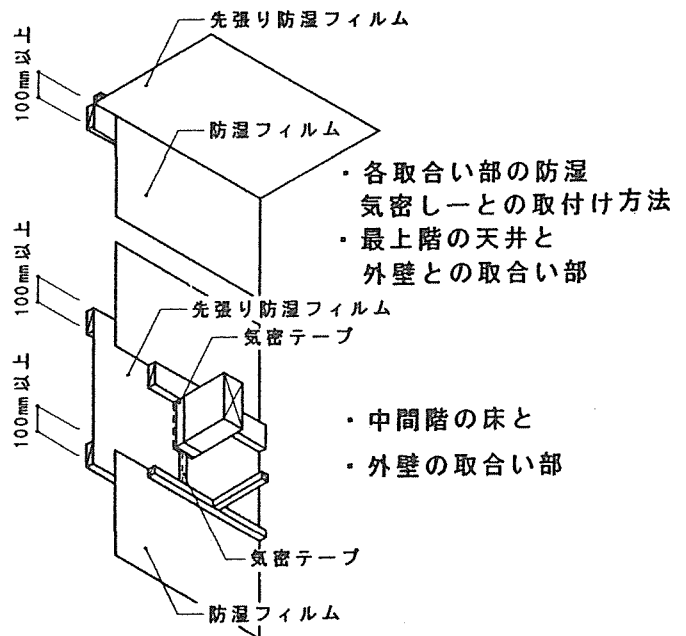 先張り防湿フィルム
100mm以上
防湿フィルム
・各取合い部の防湿
気密しーとの取付け方法
・最上階の天井と
外壁との取合い部
100mm以上
先張り防湿フィルム
気密テープ
100mm以上
・中間階の床と
・外壁の取合い部
気密テープ
防湿フィルム